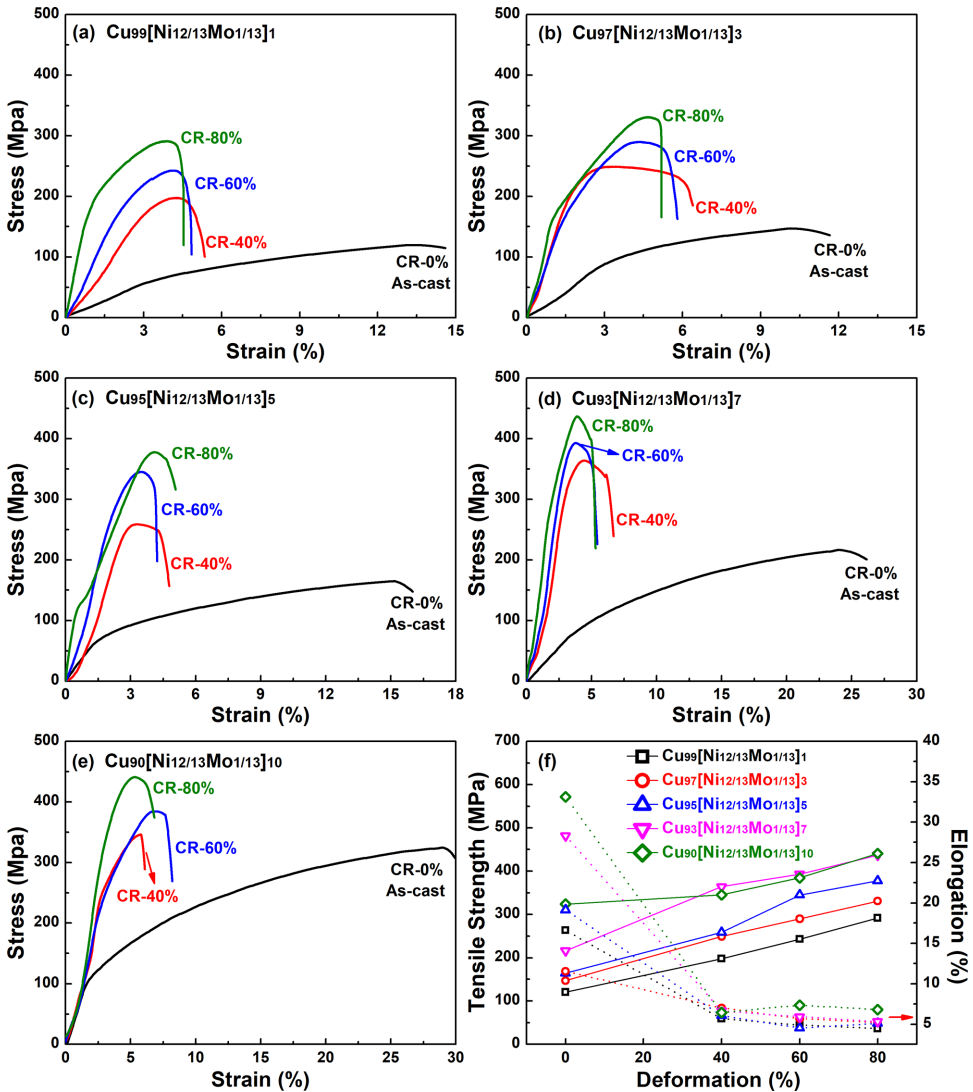 (a) Cu99[Ni12/13Mo1/13]1
500
400
300
200
100
0
CR-80%
CR-60%
CR-40%
CR-0%
As-cast
0 3 6 9 12 15
Stress (Mpa)
Strain (%)
(b) Cu97[Ni12/13Mo1/13]3
500
400
300
200
100
0
CR-80%
CR-60%
CR-40%
CR-0%
As-cast
0 3 6 9 12 15
Stress (Mpa)
Strain (%)
(c) Cu95[Ni12/13Mo1/13]5
500
400
300
200
100
0
CR-80%
CR-60%
CR-40%
CR-0%
As-cast
0 3 6 9 12 15 18
Stress (Mpa)
Strain (%)
(d) Cu93[Ni12/13Mo1/13]7
500
400
300
200
100
0
CR-80%
CR-60%
CR-40%
CR-0%
As-cast
0 5 10 15 20 25 30
Stress (Mpa)
Strain (%)
(e) Cu90[Ni12/13Mo1/13]10
500
400
300
200
100
0
CR-80%
CR-60%
CR-40%
CR-0%
As-cast
0 5 10 15 20 25 30
Stress (Mpa)
Strain (%)
(f)
Cu99[Ni12/13Mo1/13]1
Cu97[Ni12/13Mo1/13]3
Cu95[Ni12/13Mo1/13]5
Cu93[Ni12/13Mo1/13]7
Cu90[Ni12/13Mo1/13]10
700
600
500
400
300
200
100
0
40
35
30
25
20
15
10
5
0 20 40 60 80
Tensile Strength (MPa)
Elongation (%)
Deformation (%)